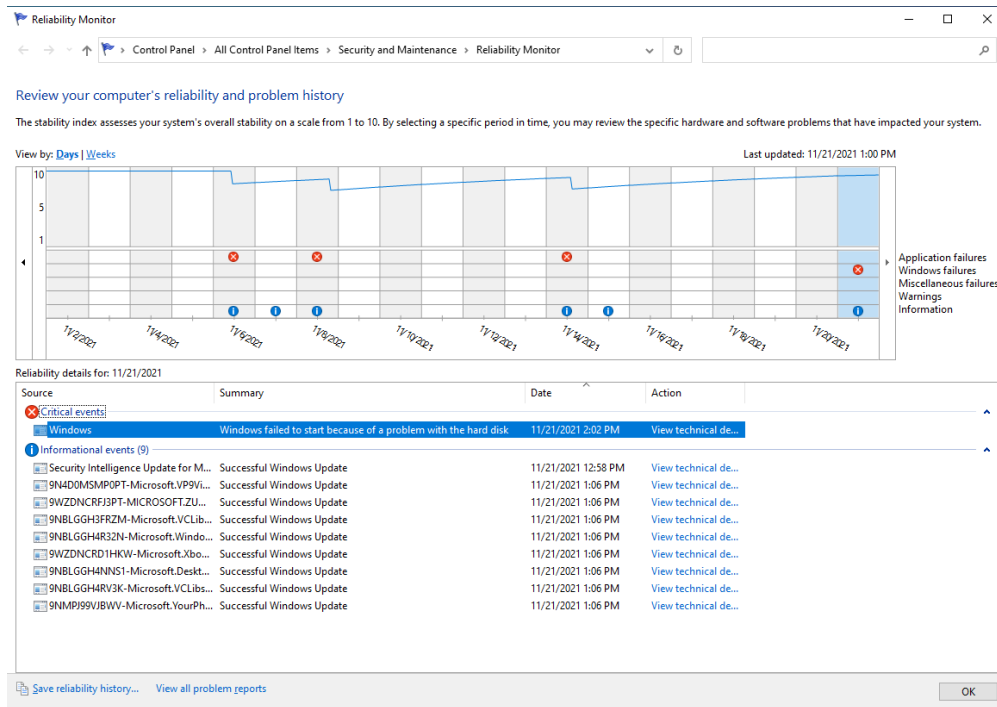 Reliability Monitor
Control Panel > All Control Panel Items > Security and Maintenance > Reliability Monitor
Review your computer's reliability and problem history
The stability index assesses your system's overall stability on a scale from 1 to 10. By selecting a specific period in time, you may review the specific hardware and software problems that have impacted your system.
View by: Days | Weeks
Last updated: 11/21/2021 1:00 PM
10
5
1
Application failures
Windows failures
Miscellaneous failures
Warnings
Information
11/2/2021 11/4/2021 11/6/2021 11/8/2021 11/10/2021 11/12/2021 11/14/2021 11/16/2021 11/18/2021 11/20/2021
Reliability details for: 11/21/2021
Source Summary Date Action
Critical events
Windows Windows failed to start because of a problem with the hard disk 11/21/2021 2:02 PM View technical de...
Informational events (9)
Security Intelligence Update for M... Successful Windows Update 11/21/2021 12:58 PM View technical de...
9N4D0MSMP0PT-Microsoft.VP9Vi... Successful Windows Update 11/21/2021 1:06 PM View technical de...
9WZDNCRFJ3PT-MICROSOFT.ZU... Successful Windows Update 11/21/2021 1:06 PM View technical de...
9NBLGGH3FRZM-Microsoft.VCLib... Successful Windows Update 11/21/2021 1:06 PM View technical de...
9NBLGGH4R32N-Microsoft.Windo... Successful Windows Update 11/21/2021 1:06 PM View technical de...
9WZDNCRD1HKW-Microsoft.Xbo... Successful Windows Update 11/21/2021 1:06 PM View technical de...
9NBLGGH4NNS1-Microsoft.Deskt... Successful Windows Update 11/21/2021 1:06 PM View technical de...
9NBLGGH4RV3K-Microsoft.VCLibs... Successful Windows Update 11/21/2021 1:06 PM View technical de...
9NMPJ99VJBWV-Microsoft.YourPh... Successful Windows Update 11/21/2021 1:06 PM View technical de...
Save reliability history... View all problem reports
OK